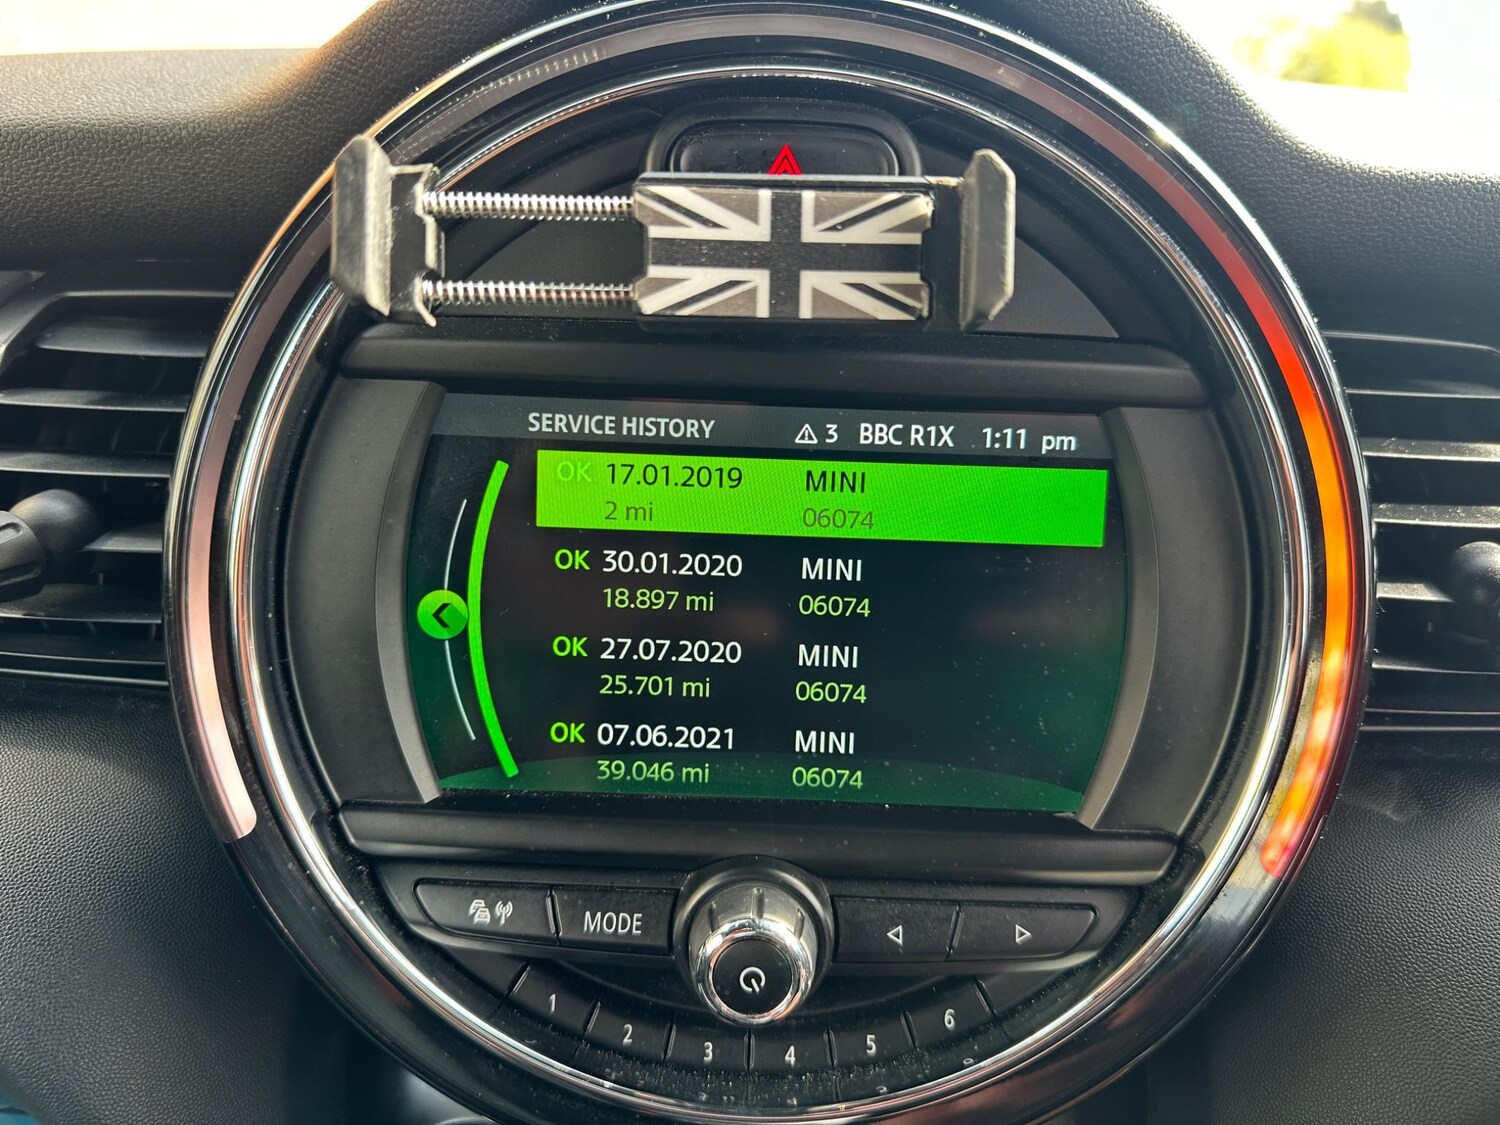 SERVICE HISTORY 3 BBC R1X 1:11 pm
OK 17.01.2019 MINI
2 mi 06074
OK 30.01.2020 MINI
18.897 mi 06074
OK 27.07.2020 MINI
25.701 mi 06074
OK 07.06.2021 MINI
39.046 mi 06074
MODE
1 2 3 4 5 6